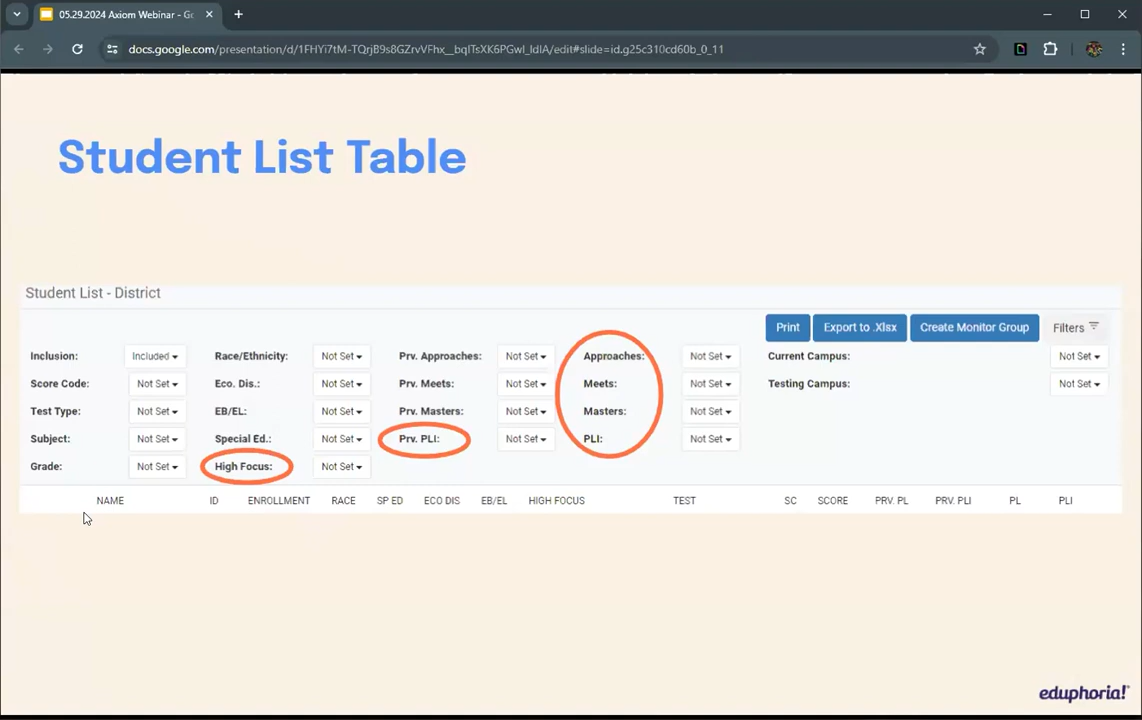 05.29.2024 Axiom Webinar - Go
docs.google.com/presentation/d/1FHYi7tM-TQrjB9s8GZrvVFhx__bqITsXK6PGwI_IdIA/edit#slide=id.g25c310cd60b_0_11
Student List Table
Student List - District
Print Export to .Xlsx Create Monitor Group Filters
Inclusion: Included Race/Ethnicity: Not Set Prv. Approaches: Not Set Approaches: Not Set Current Campus: Not Set
Score Code: Not Set Eco. Dis.: Not Set Prv. Meets: Not Set Meets: Not Set Testing Campus: Not Set
Test Type: Not Set EB/EL: Not Set Prv. Masters: Not Set Masters: Not Set
Subject: Not Set Special Ed.: Not Set Prv. PLI: Not Set PLI: Not Set
Grade: Not Set High Focus: Not Set
NAME ID ENROLLMENT RACE SP ED ECO DIS EB/EL HIGH FOCUS TEST SC SCORE PRV. PL PRV. PLI PL PLI
eduphoria!